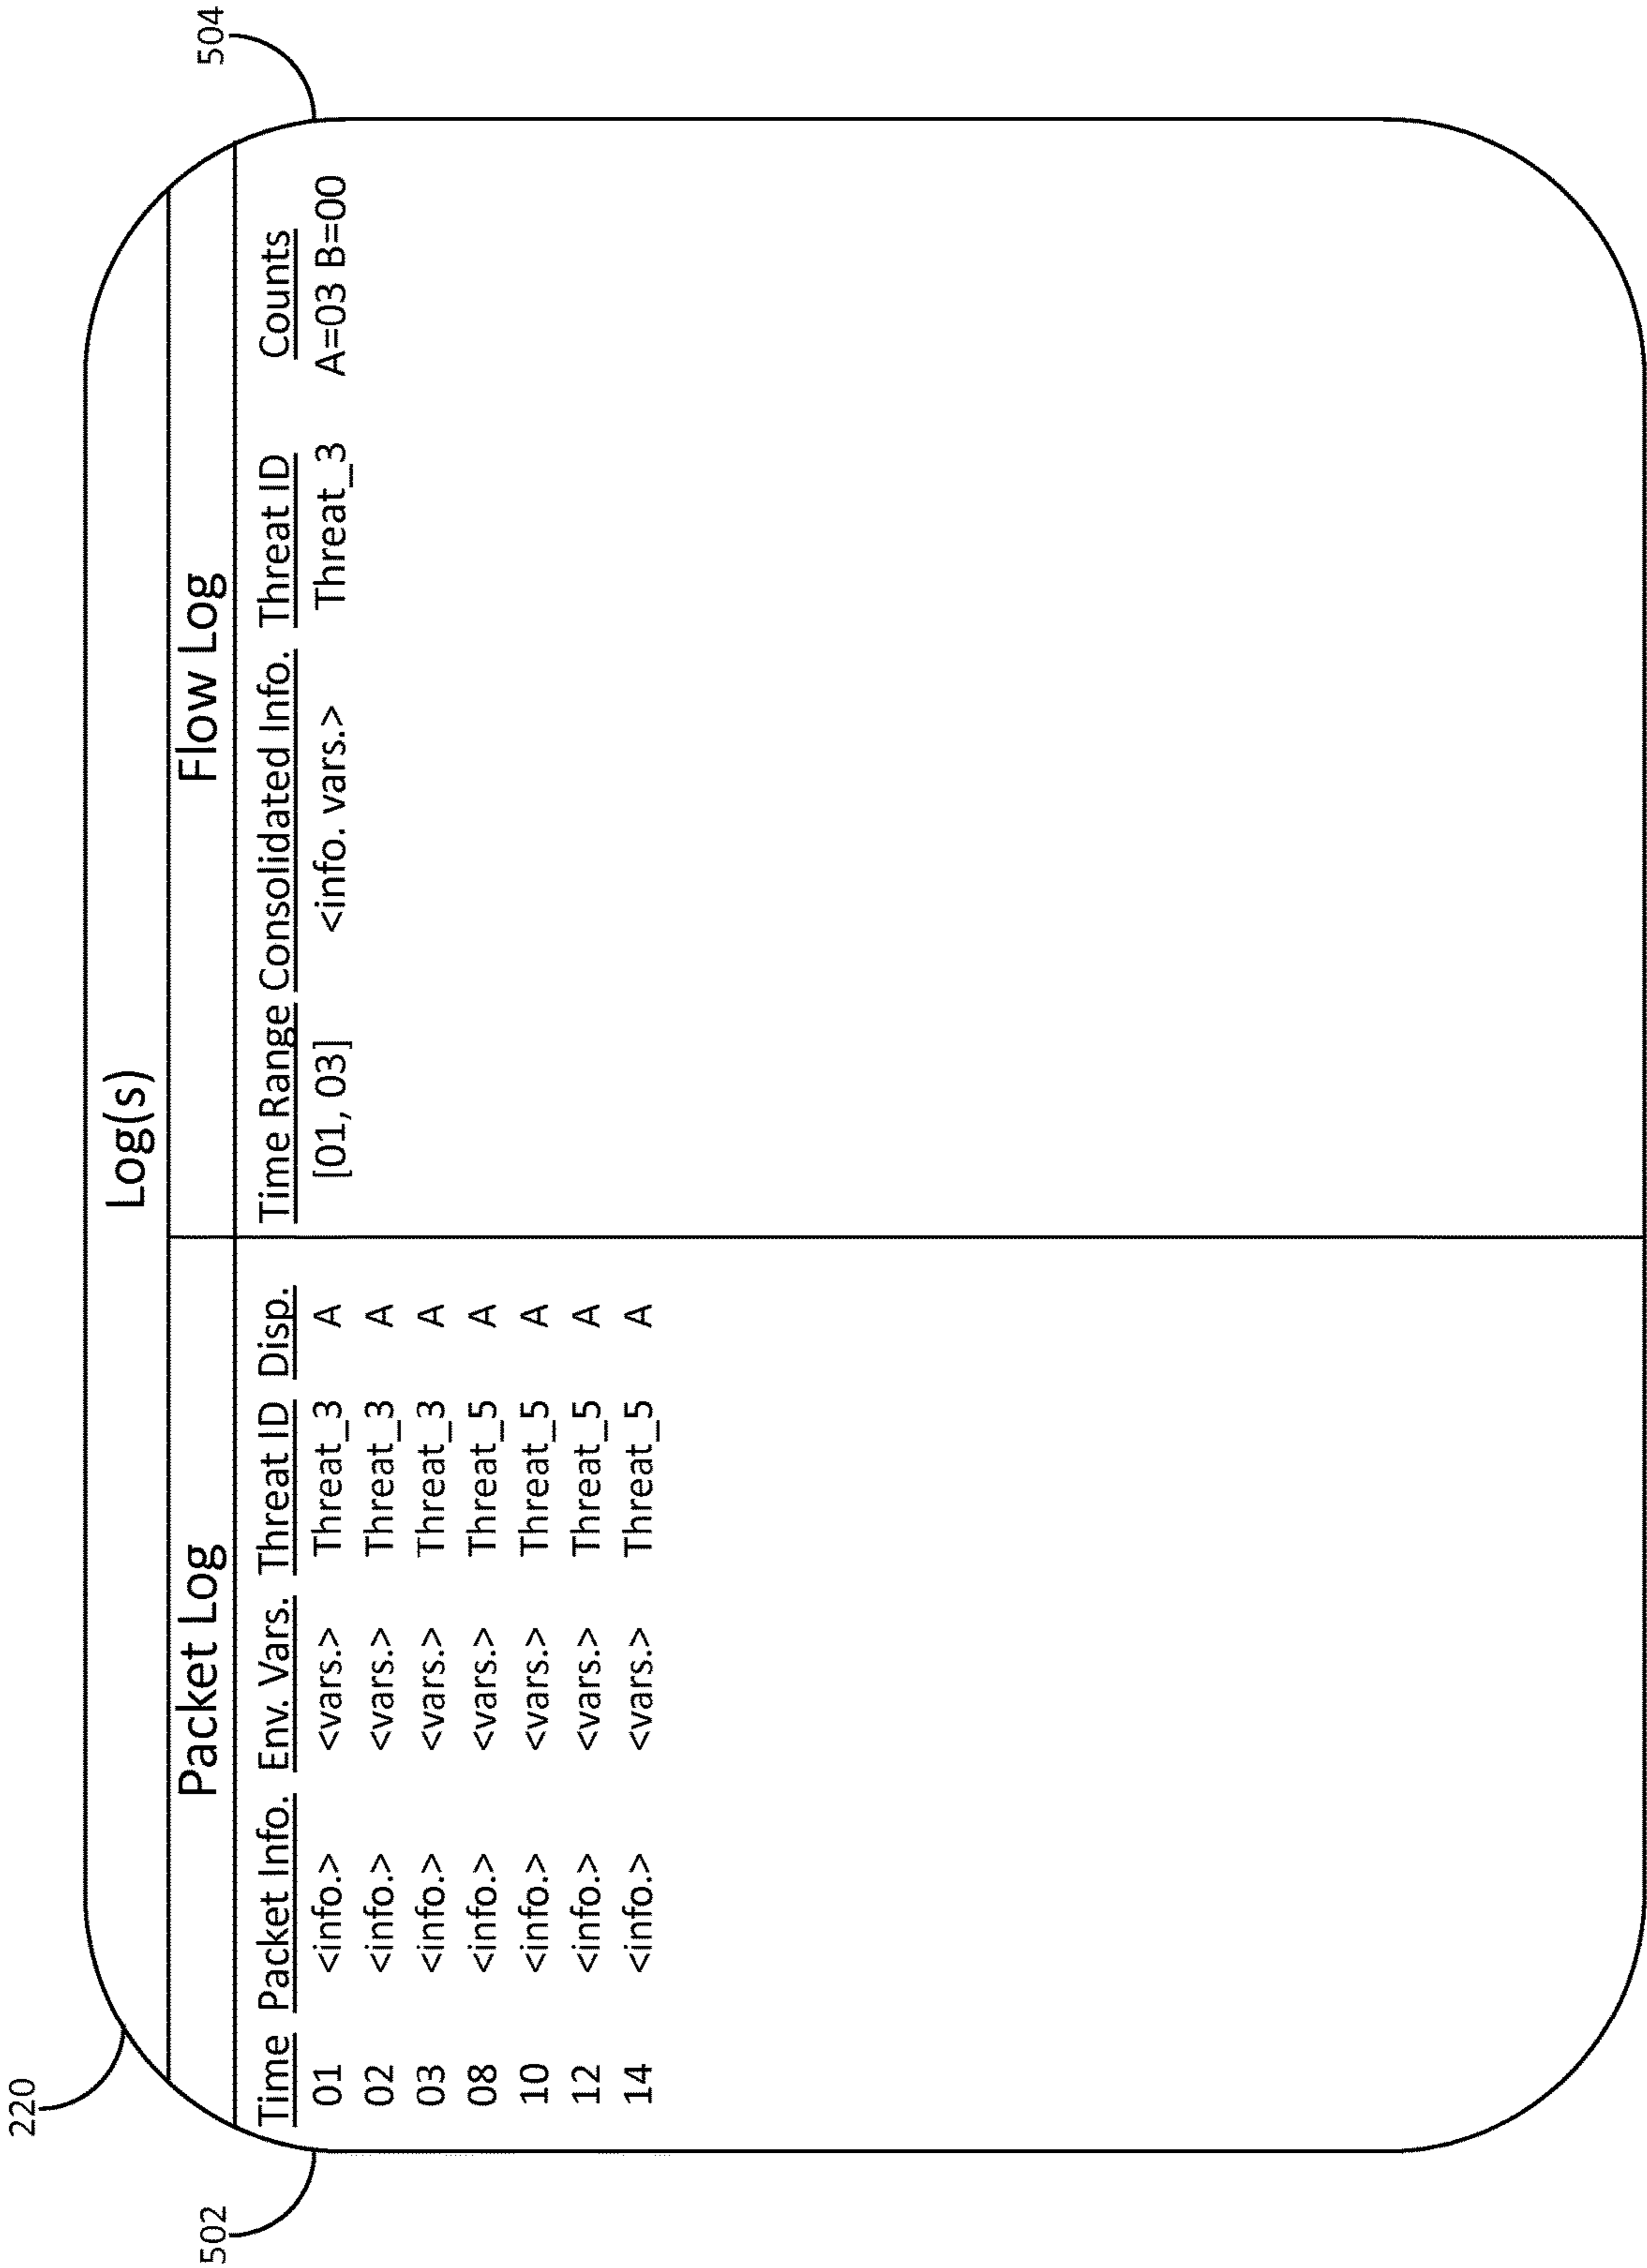 220
Log(s)
502
504
Packet Log
Flow Log
Time Packet Info. Env. Vars. Threat ID Disp.
01 <info.> <vars.> Threat_3 A
02 <info.> <vars.> Threat_3 A
03 <info.> <vars.> Threat_3 A
08 <info.> <vars.> Threat_5 A
10 <info.> <vars.> Threat_5 A
12 <info.> <vars.> Threat_5 A
14 <info.> <vars.> Threat_5 A
Time Range Consolidated Info. Threat ID Counts
[01, 03] <info. vars.> Threat_3 A=03 B=00